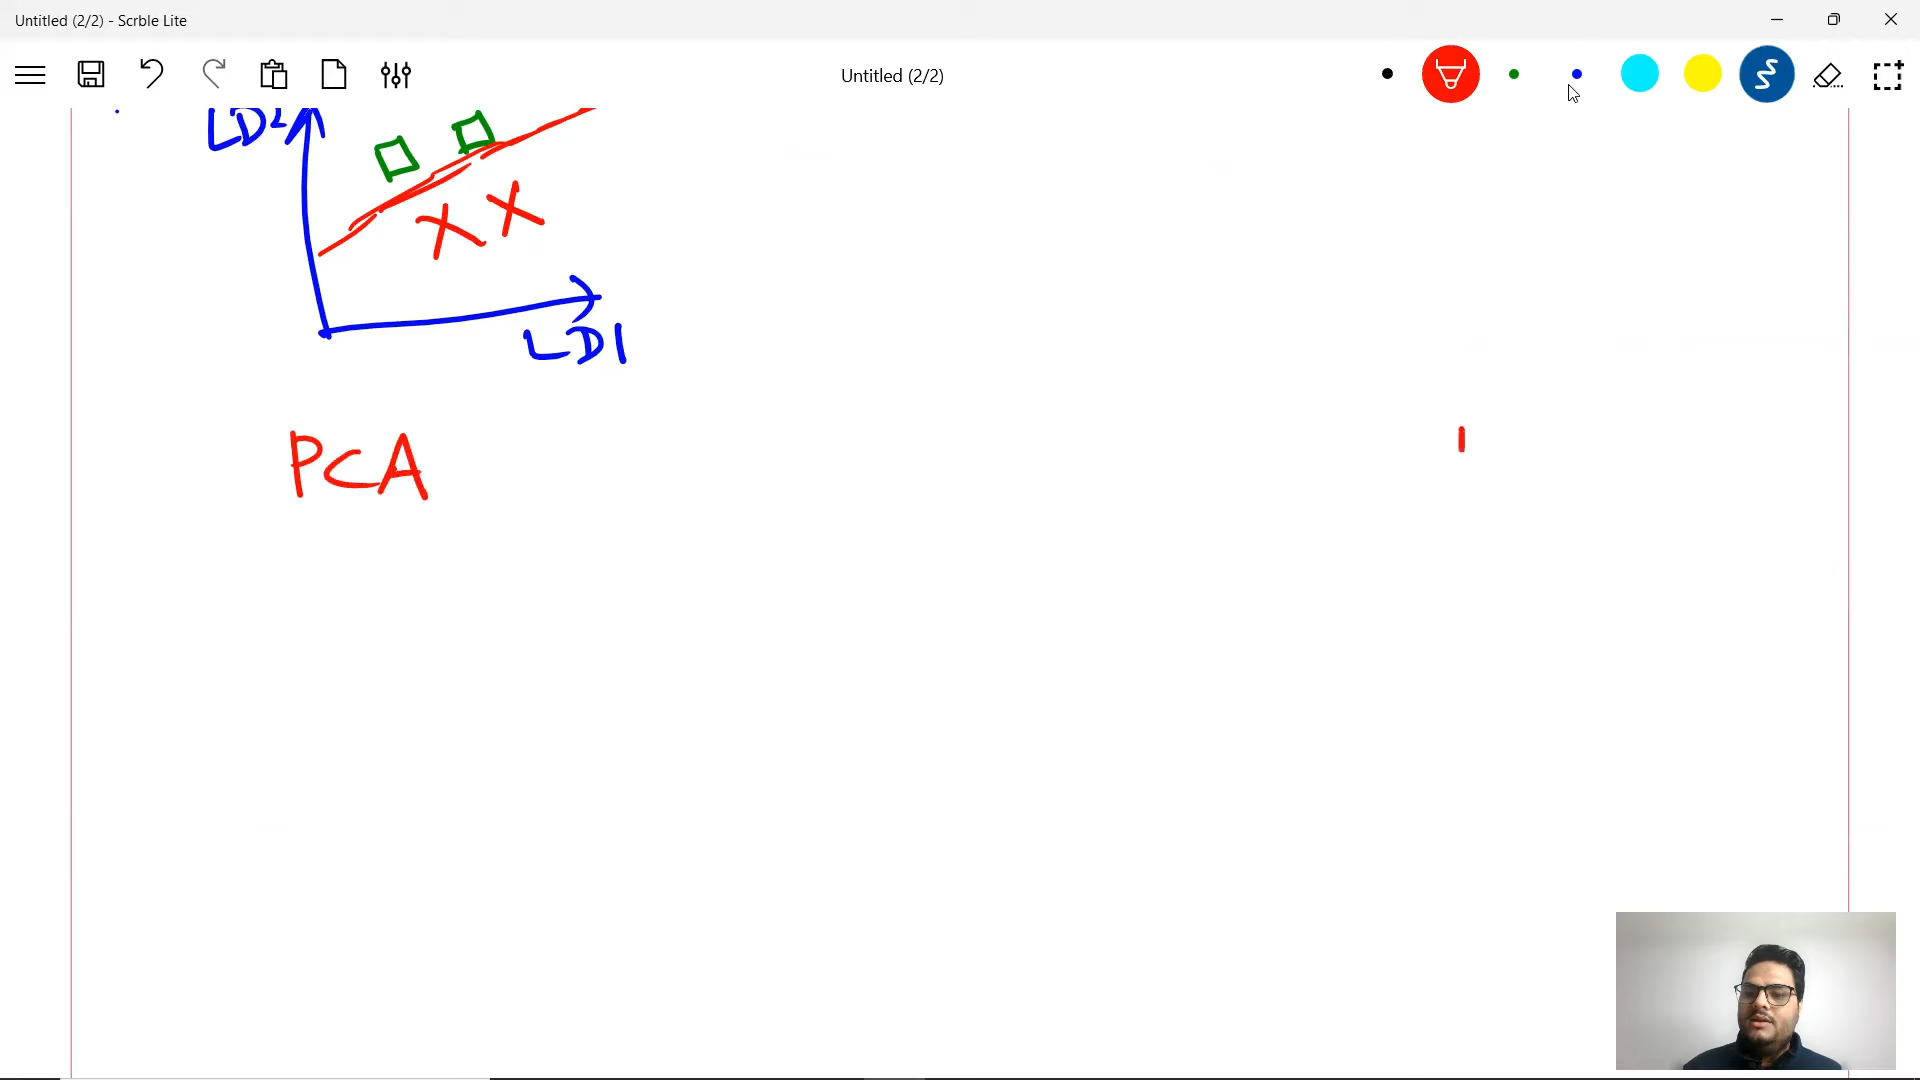 Untitled (2/2) - Scrble Lite
Untitled (2/2)
LD2
X X
LD1
PCA